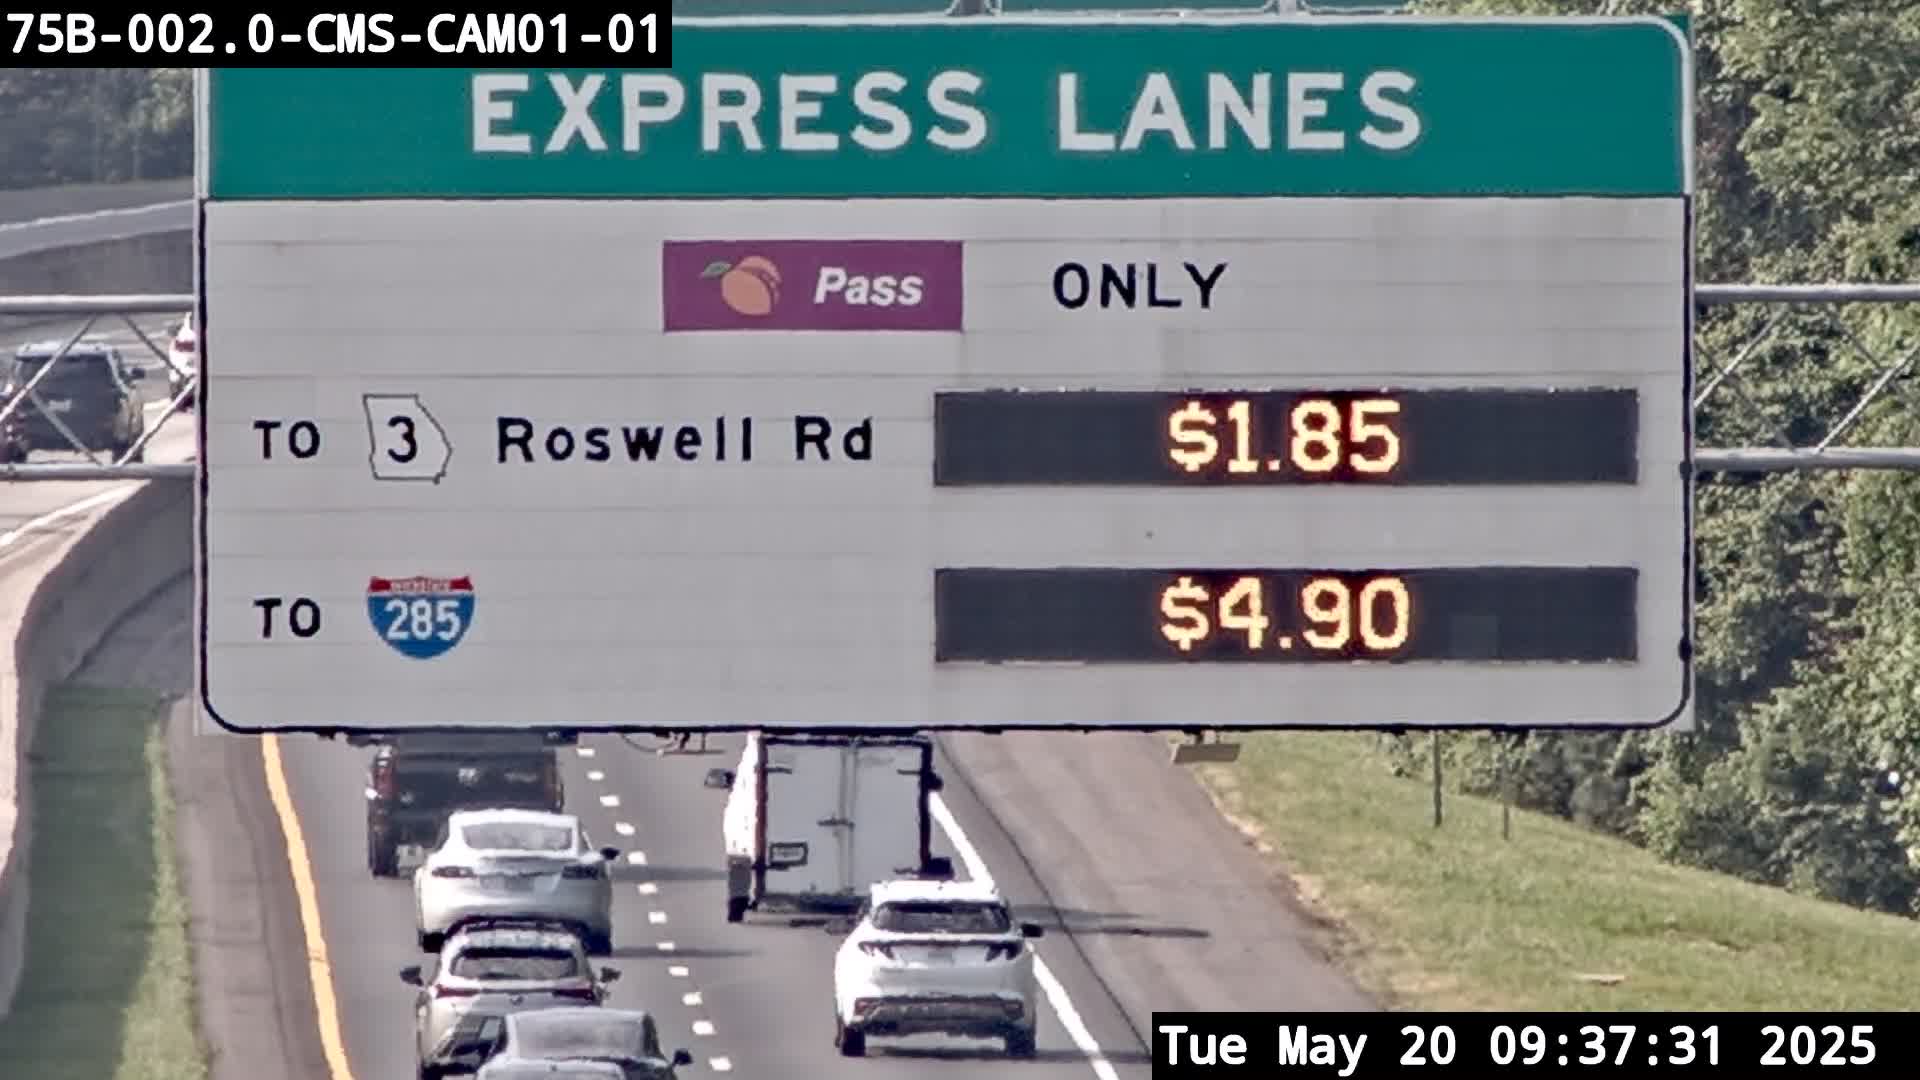 75B-002.0-CMS-CAM01-01
EXPRESS LANES
Pass ONLY
TO 3 Roswell Rd $1.85
TO INTERSTATE 285 $4.90
Tue May 20 09:37:31 2025